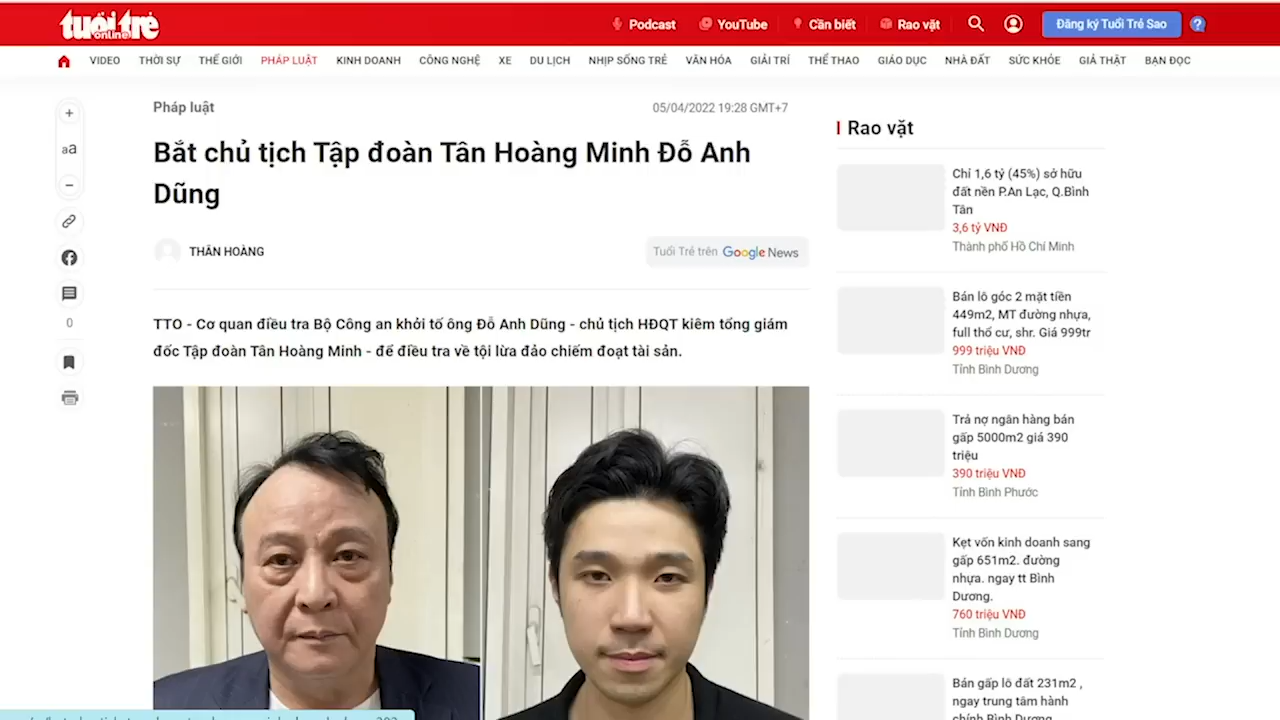 tuổi trẻ
online
Podcast
YouTube
Cần biết
Rao vặt
Đăng ký Tuổi Trẻ Sao
?
VIDEO
THỜI SỰ
THẾ GIỚI
PHÁP LUẬT
KINH DOANH
CÔNG NGHỆ
XE
DU LỊCH
NHỊP SỐNG TRẺ
VĂN HÓA
GIẢI TRÍ
THỂ THAO
GIÁO DỤC
NHÀ ĐẤT
SỨC KHỎE
GIẢ THẬT
BẠN ĐỌC
+
aa
−
0
Pháp luật
05/04/2022 19:28 GMT+7
Bắt chủ tịch Tập đoàn Tân Hoàng Minh Đỗ Anh
Dũng
THÂN HOÀNG
Tuổi Trẻ trên Google News
TTO - Cơ quan điều tra Bộ Công an khởi tố ông Đỗ Anh Dũng - chủ tịch HĐQT kiêm tổng giám
đốc Tập đoàn Tân Hoàng Minh - để điều tra về tội lừa đảo chiếm đoạt tài sản.
Rao vặt
Chỉ 1,6 tỷ (45%) sở hữu
đất nền P.An Lạc, Q.Bình
Tân
3,6 tỷ VNĐ
Thành phố Hồ Chí Minh
Bán lô góc 2 mặt tiền
449m2, MT đường nhựa,
full thổ cư, shr. Giá 999tr
999 triệu VNĐ
Tỉnh Bình Dương
Trả nợ ngân hàng bán
gấp 5000m2 giá 390
triệu
390 triệu VNĐ
Tỉnh Bình Phước
Kẹt vốn kinh doanh sang
gấp 651m2. đường
nhựa. ngay tt Bình
Dương.
760 triệu VNĐ
Tỉnh Bình Dương
Bán gấp lô đất 231m2 ,
ngay trung tâm hành
chính Bình Dương